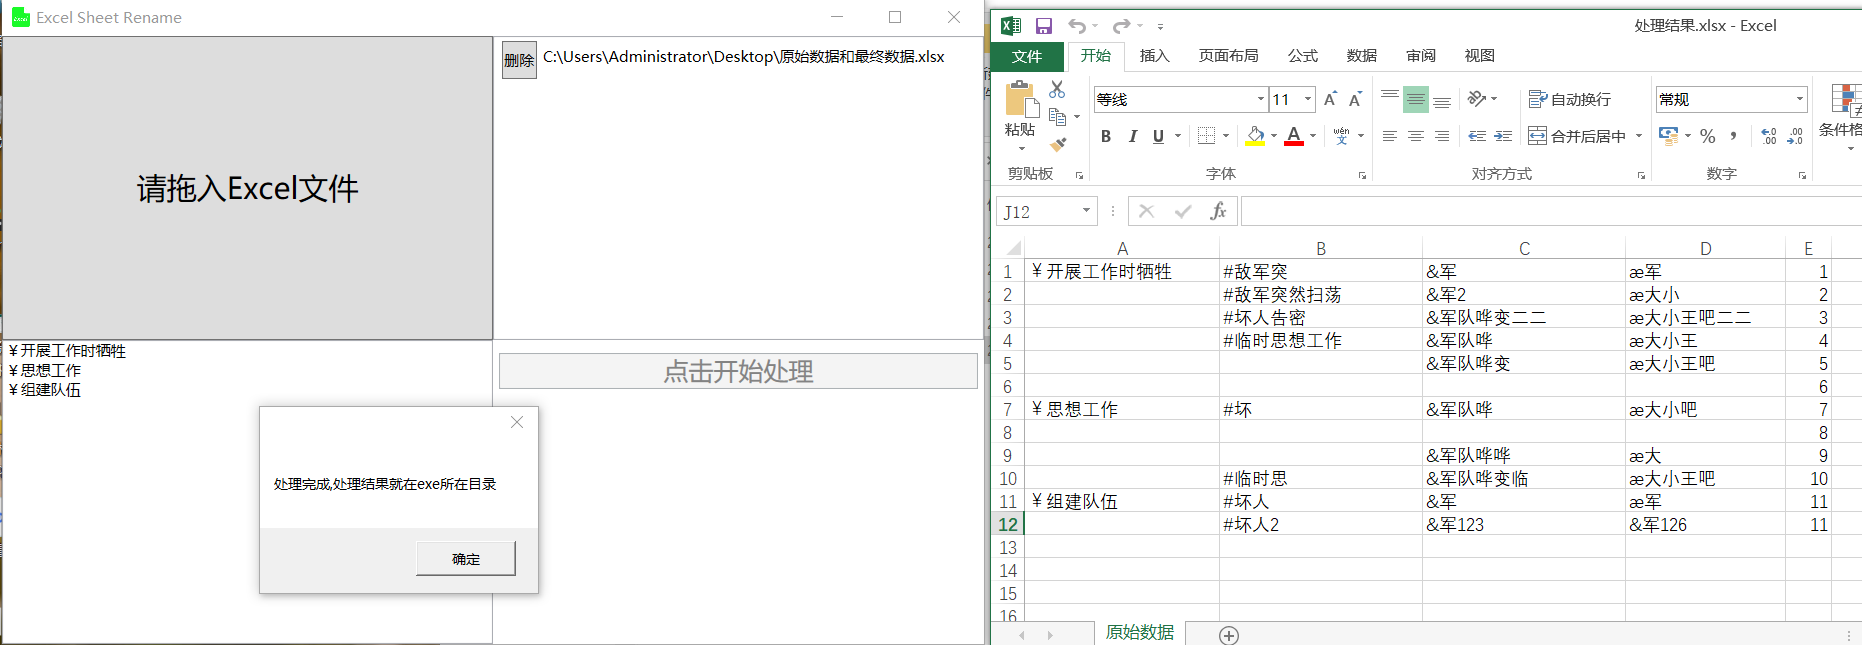 Excel Sheet Rename
请拖入Excel文件
删除
C:\Users\Administrator\Desktop\原始数据和最终数据.xlsx
￥开展工作时牺牲
￥思想工作
￥组建队伍
点击开始处理
处理完成,处理结果就在exe所在目录
确定
处理结果.xlsx - Excel
文件 开始 插入 页面布局 公式 数据 审阅 视图
粘贴
等线 11 A A
自动换行
常规
B I U A wén 文
合并后居中
% , .00
条件格
剪贴板 字体 对齐方式 数字
J12 fx
A B C D E
1 ￥开展工作时牺牲 #敌军突 &军 æ军 1
2 #敌军突然扫荡 &军2 æ大小 2
3 #坏人告密 &军队哗变二二 æ大小王吧二二 3
4 #临时思想工作 &军队哗 æ大小王 4
5 &军队哗变 æ大小王吧 5
6 6
7 ￥思想工作 #坏 &军队哗 æ大小吧 7
8 8
9 &军队哗哗 æ大 9
10 #临时思 &军队哗变临 æ大小王吧 10
11 ￥组建队伍 #坏人 &军 æ军 11
12 #坏人2 &军123 &军126 11
13
14
15
16
原始数据